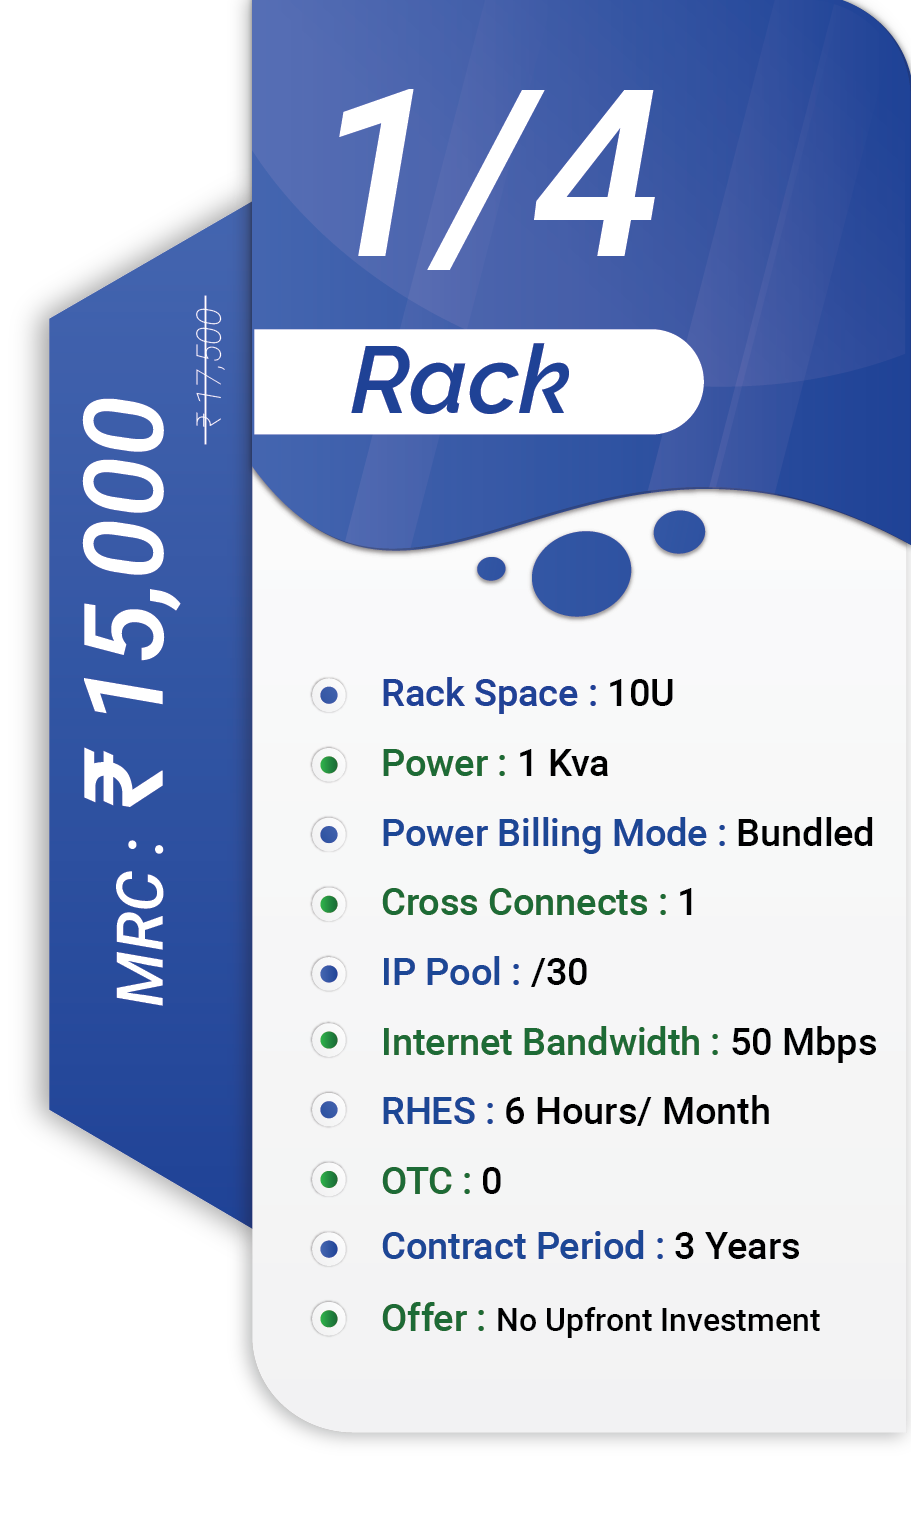 1/4
Rack
MRC : ₹ 15,000
₹ 17,500
Rack Space : 10U
Power : 1 Kva
Power Billing Mode : Bundled
Cross Connects : 1
IP Pool : /30
Internet Bandwidth : 50 Mbps
RHES : 6 Hours/ Month
OTC : 0
Contract Period : 3 Years
Offer : No Upfront Investment